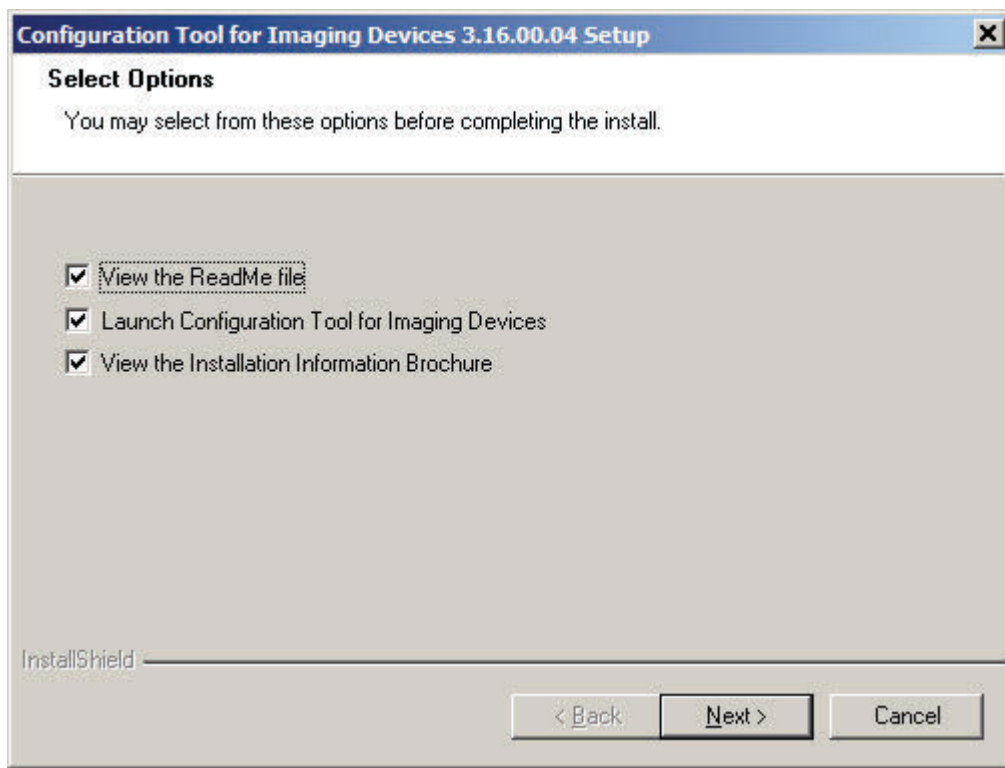 Configuration Tool for Imaging Devices 3.16.00.04 Setup
Select Options
You may select from these options before completing the install.
View the ReadMe file
Launch Configuration Tool for Imaging Devices
View the Installation Information Brochure
InstallShield
< Back
Next >
Cancel